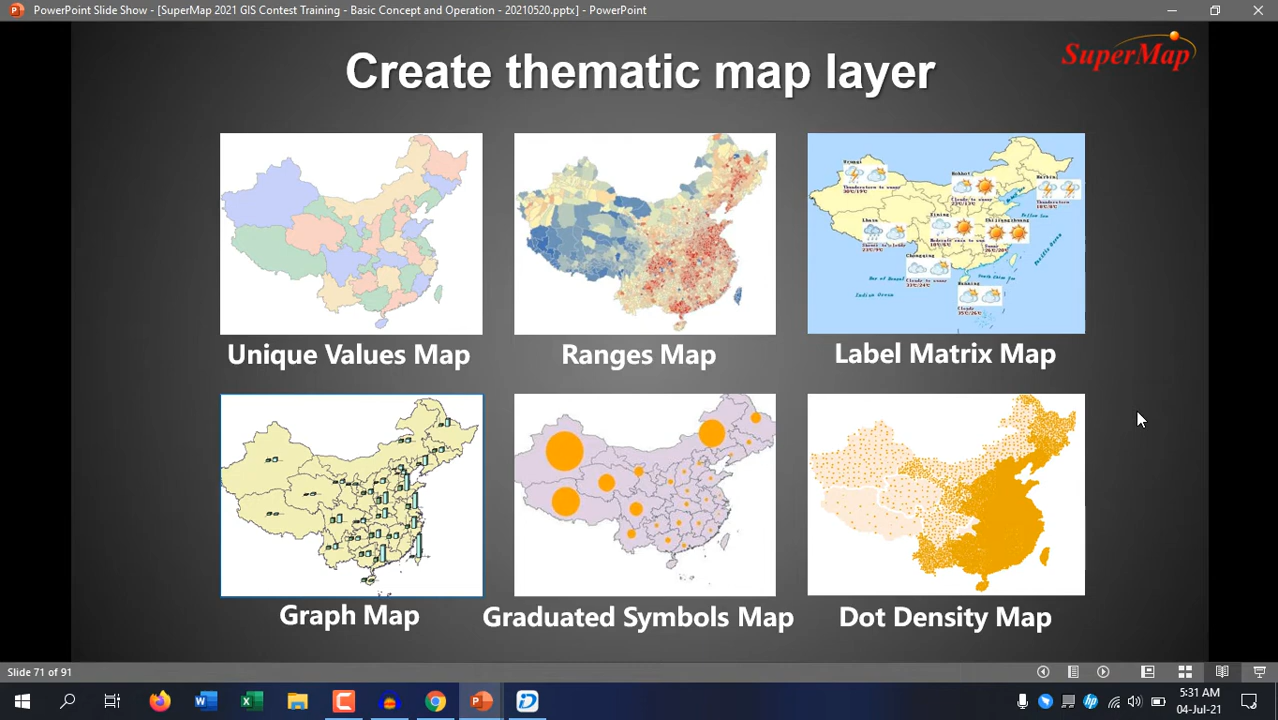 PowerPoint Slide Show - [SuperMap 2021 GIS Contest Training - Basic Concept and Operation - 20210520.pptx] - PowerPoint
Create thematic map layer
SuperMap
Unique Values Map
Ranges Map
Label Matrix Map
Graph Map
Graduated Symbols Map
Dot Density Map
Slide 71 of 91
5:31 AM
04-Jul-21